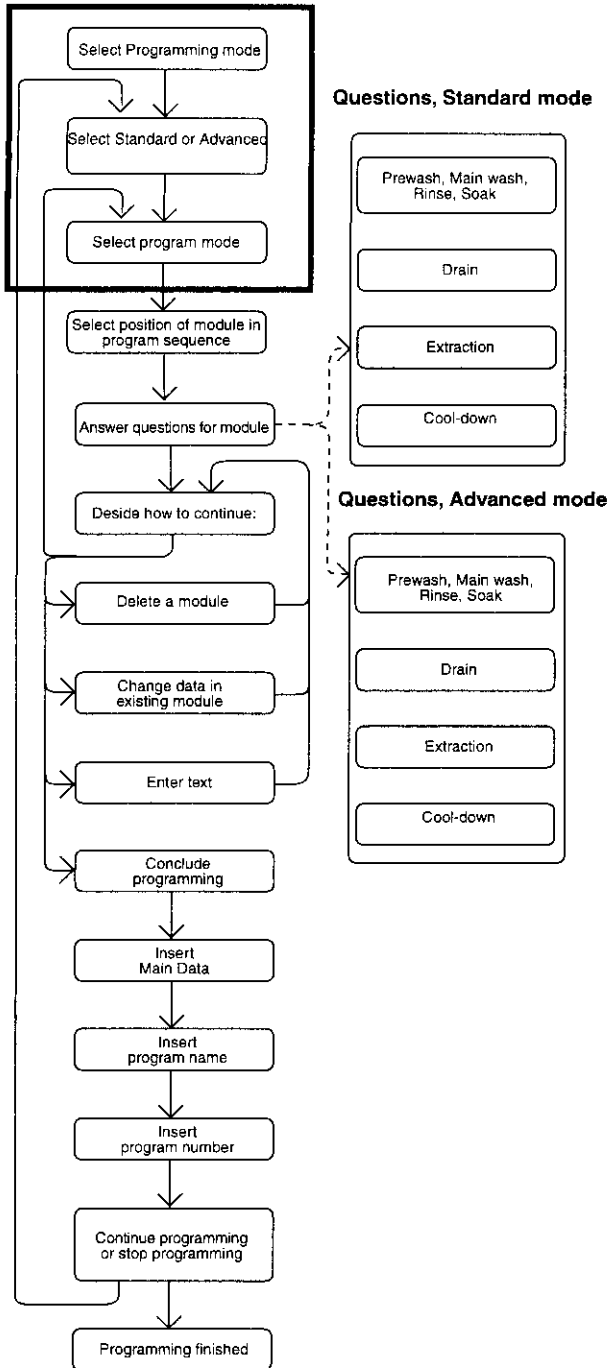 Select Programming mode
Select Standard or Advanced
Select program mode
Select position of module in
program sequence
Answer questions for module
Deside how to continue:
Delete a module
Change data in
existing module
Enter text
Conclude
programming
Insert
Main Data
Insert
program name
Insert
program number
Continue programming
or stop programming
Programming finished
Questions, Standard mode
Prewash, Main wash,
Rinse, Soak
Drain
Extraction
Cool-down
Questions, Advanced mode
Prewash, Main wash,
Rinse, Soak
Drain
Extraction
Cool-down